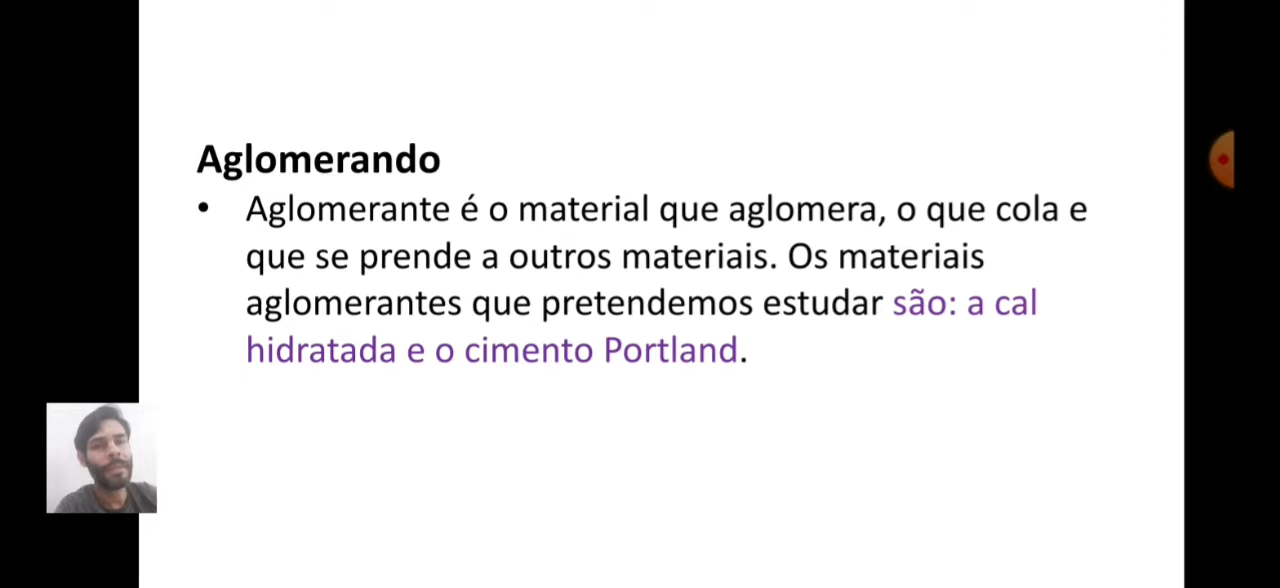 Aglomerando
• Aglomerante é o material que aglomera, o que cola e
que se prende a outros materiais. Os materiais
aglomerantes que pretendemos estudar são: a cal
hidratada e o cimento Portland.